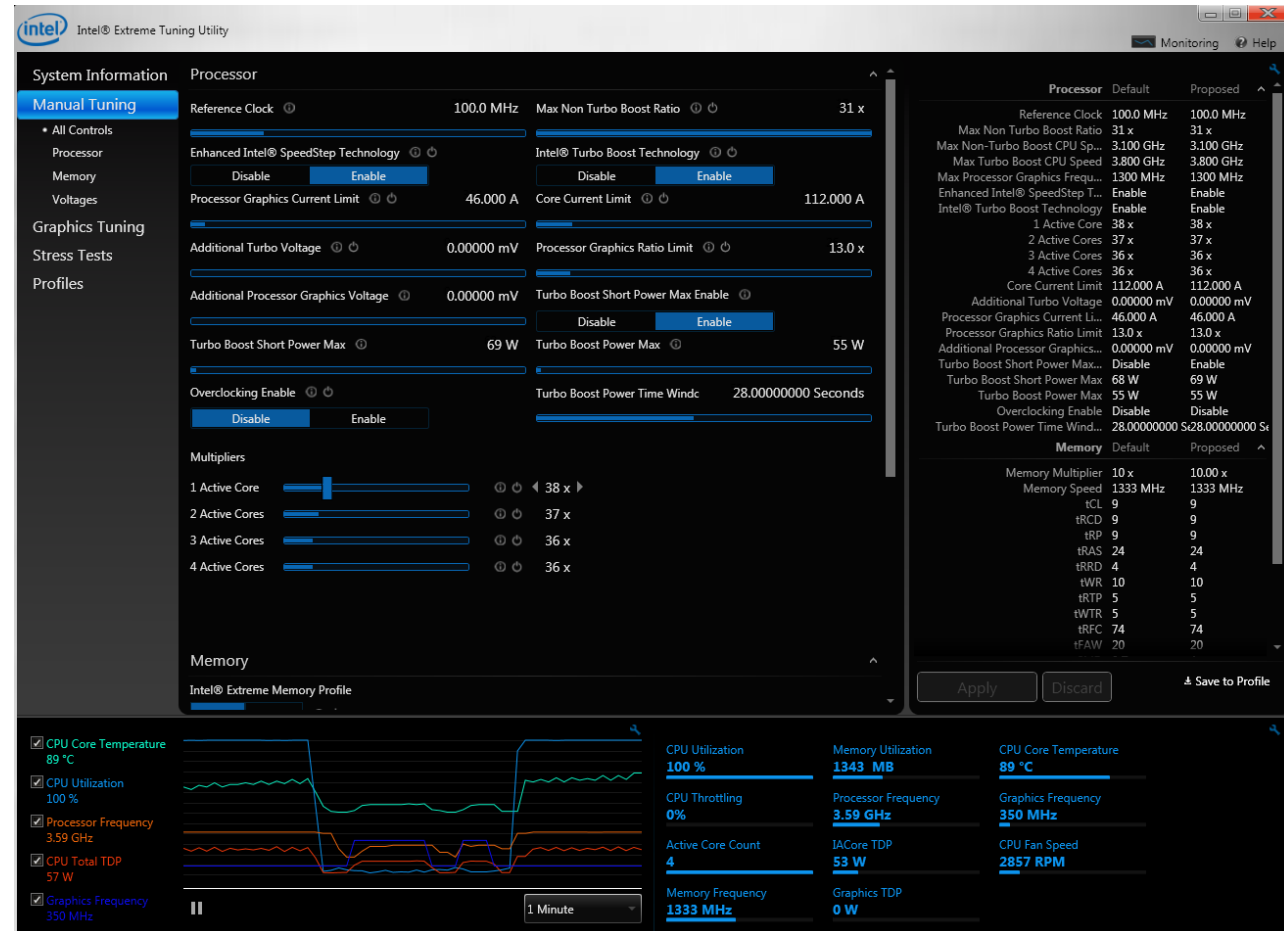 intel Intel® Extreme Tuning Utility
Monitoring Help
System Information
Manual Tuning
• All Controls
Processor
Memory
Voltages
Graphics Tuning
Stress Tests
Profiles
Processor
Reference Clock 100.0 MHz Max Non Turbo Boost Ratio 31 x
Enhanced Intel® SpeedStep Technology Intel® Turbo Boost Technology
Disable Enable Disable Enable
Processor Graphics Current Limit 46.000 A Core Current Limit 112.000 A
Additional Turbo Voltage 0.00000 mV Processor Graphics Ratio Limit 13.0 x
Additional Processor Graphics Voltage 0.00000 mV Turbo Boost Short Power Max Enable
Disable Enable
Turbo Boost Short Power Max 69 W Turbo Boost Power Max 55 W
Overclocking Enable Turbo Boost Power Time Windc 28.00000000 Seconds
Disable Enable
Multipliers
1 Active Core 38 x
2 Active Cores 37 x
3 Active Cores 36 x
4 Active Cores 36 x
Memory
Intel® Extreme Memory Profile
Processor Default Proposed
Reference Clock 100.0 MHz 100.0 MHz
Max Non Turbo Boost Ratio 31 x 31 x
Max Non-Turbo Boost CPU Sp... 3.100 GHz 3.100 GHz
Max Turbo Boost CPU Speed 3.800 GHz 3.800 GHz
Max Processor Graphics Frequ... 1300 MHz 1300 MHz
Enhanced Intel® SpeedStep T... Enable Enable
Intel® Turbo Boost Technology Enable Enable
1 Active Core 38 x 38 x
2 Active Cores 37 x 37 x
3 Active Cores 36 x 36 x
4 Active Cores 36 x 36 x
Core Current Limit 112.000 A 112.000 A
Additional Turbo Voltage 0.00000 mV 0.00000 mV
Processor Graphics Current Li... 46.000 A 46.000 A
Processor Graphics Ratio Limit 13.0 x 13.0 x
Additional Processor Graphics... 0.00000 mV 0.00000 mV
Turbo Boost Short Power Max... Disable Enable
Turbo Boost Short Power Max 68 W 69 W
Turbo Boost Power Max 55 W 55 W
Overclocking Enable Disable Disable
Turbo Boost Power Time Wind... 28.00000000 Se 28.00000000 Se
Memory Default Proposed
Memory Multiplier 10 x 10.00 x
Memory Speed 1333 MHz 1333 MHz
tCL 9 9
tRCD 9 9
tRP 9 9
tRAS 24 24
tRRD 4 4
tWR 10 10
tRTP 5 5
tWTR 5 5
tRFC 74 74
tFAW 20 20
Apply Discard Save to Profile
CPU Core Temperature
89 °C
CPU Utilization
100 %
Processor Frequency
3.59 GHz
CPU Total TDP
57 W
Graphics Frequency
350 MHz
1 Minute
CPU Utilization Memory Utilization CPU Core Temperature
100 % 1343 MB 89 °C
CPU Throttling Processor Frequency Graphics Frequency
0% 3.59 GHz 350 MHz
Active Core Count IACore TDP CPU Fan Speed
4 53 W 2857 RPM
Memory Frequency Graphics TDP
1333 MHz 0 W